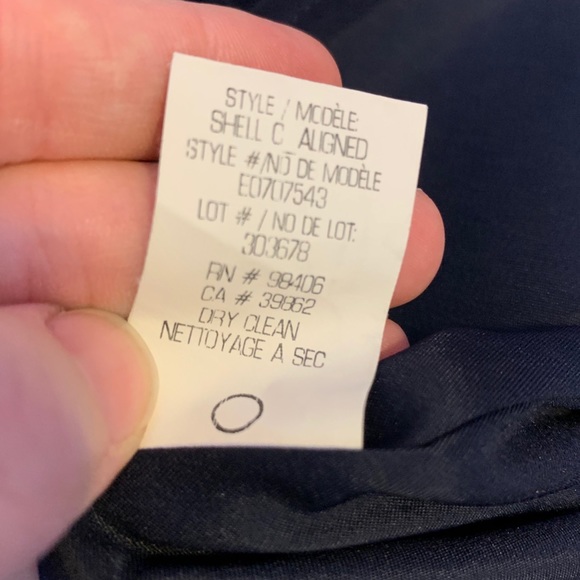 STYLE / MODÈLE:
SHELL C ALIGNED
STYLE #/NO DE MODÈLE
E0707543
LOT # / NO DE LOT:
303678
RN # 98406
CA # 39862
DRY CLEAN
NETTOYAGE À SEC